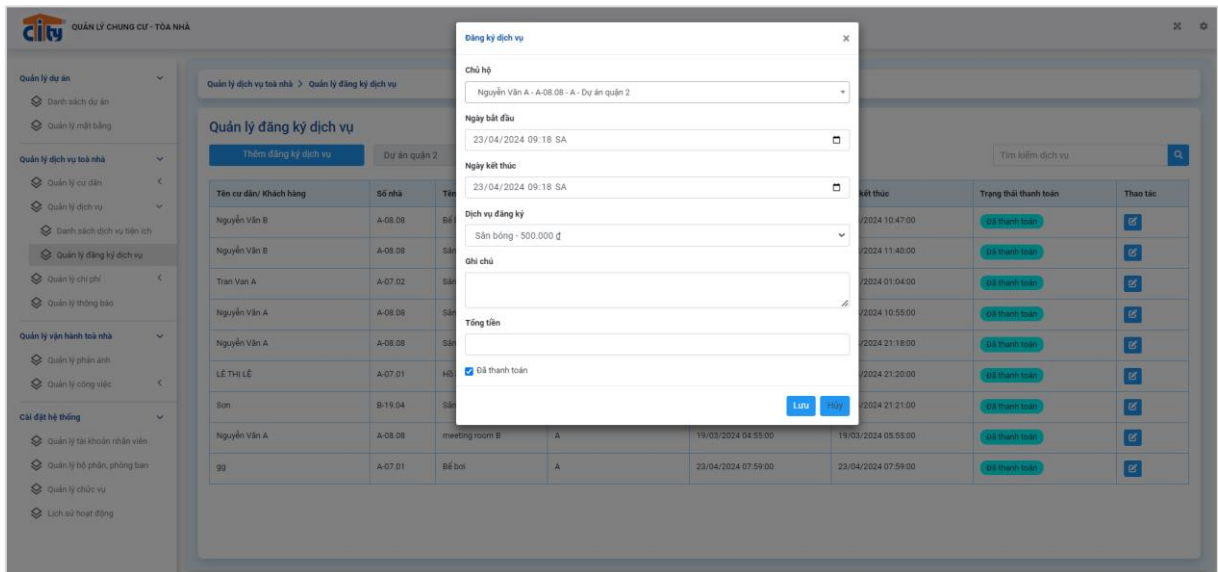 city QUẢN LÝ CHUNG CƯ - TÒA NHÀ
Quản lý dự án
Danh sách dự án
Quản lý mặt bằng
Quản lý dịch vụ toà nhà
Quản lý cư dân
Quản lý dịch vụ
Danh sách dịch vụ tiện ích
Quản lý đăng ký dịch vụ
Quản lý chi phí
Quản lý thông báo
Quản lý vận hành toà nhà
Quản lý phản ánh
Quản lý công việc
Cài đặt hệ thống
Quản lý tài khoản nhân viên
Quản lý bộ phận, phòng ban
Quản lý chức vụ
Lịch sử hoạt động
Quản lý dịch vụ toà nhà > Quản lý đăng ký dịch vụ
Quản lý đăng ký dịch vụ
Thêm đăng ký dịch vụ Dự án quận 2 Tìm kiếm dịch vụ
Tên cư dân/ Khách hàng Số nhà Tên kết thúc Trạng thái thanh toán Thao tác
Nguyễn Văn B A-08.08 Bể /2024 10:47:00 Đã thanh toán
Nguyễn Văn B A-08.08 Sân /2024 11:40:00 Đã thanh toán
Tran Van A A-07.02 Sân /2024 01:04:00 Đã thanh toán
Nguyễn Văn A A-08.08 Sân /2024 10:55:00 Đã thanh toán
Nguyễn Văn A A-08.08 Sân /2024 21:18:00 Đã thanh toán
LÊ THỊ LỆ A-07.01 Hồ /2024 21:20:00 Đã thanh toán
Sơn B-19.04 Sân /2024 21:21:00 Đã thanh toán
Nguyễn Văn A A-08.08 meeting room B A 19/03/2024 04:55:00 19/03/2024 05:55:00 Đã thanh toán
gg A-07.01 Bể bơi A 23/04/2024 07:59:00 23/04/2024 07:59:00 Đã thanh toán
Đăng ký dịch vụ ×
Chủ hộ
Nguyễn Văn A - A-08.08 - A - Dự án quận 2
Ngày bắt đầu
23/04/2024 09:18 SA
Ngày kết thúc
23/04/2024 09:18 SA
Dịch vụ đăng ký
Sân bóng - 500.000 ₫
Ghi chú
Tổng tiền
Đã thanh toán
Lưu Hủy